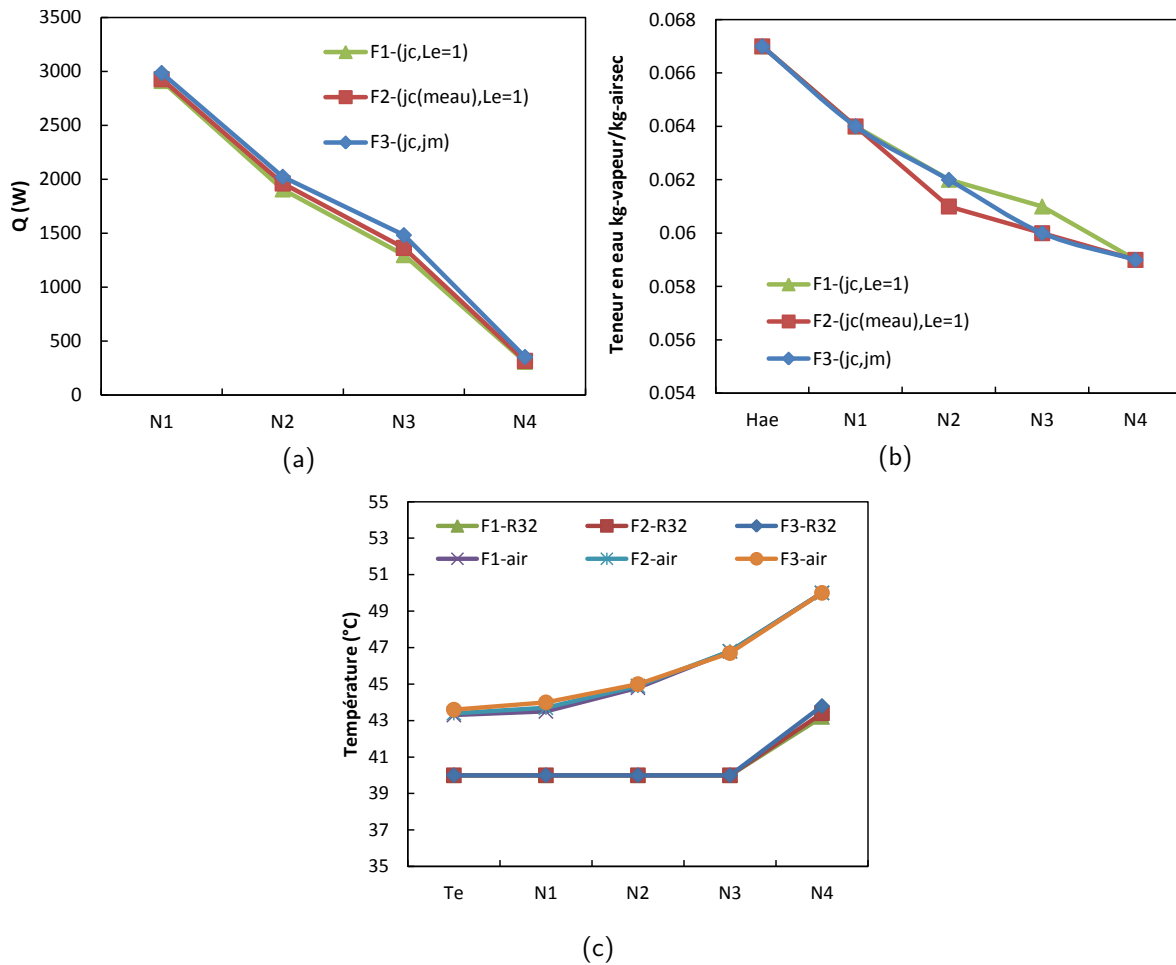 3500
3000
2500
2000
1500
1000
500
0
Q (W)
F1-(jc,Le=1)
F2-(jc(meau),Le=1)
F3-(jc,jm)
N1 N2 N3 N4
(a)
0.068
0.066
0.064
0.062
0.06
0.058
0.056
0.054
Teneur en eau kg-vapeur/kg-airsec
F1-(jc,Le=1)
F2-(jc(meau),Le=1)
F3-(jc,jm)
Hae N1 N2 N3 N4
(b)
55
53
51
49
47
45
43
41
39
37
35
Température (°C)
F1-R32 F2-R32 F3-R32
F1-air F2-air F3-air
Te N1 N2 N3 N4
(c)